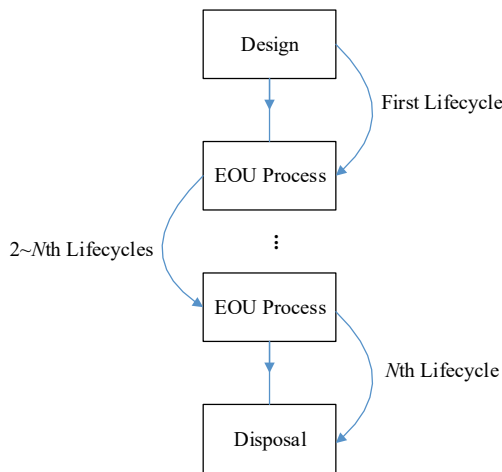 Design
First Lifecycle
EOU Process
2~Nth Lifecycles
...
EOU Process
Nth Lifecycle
Disposal